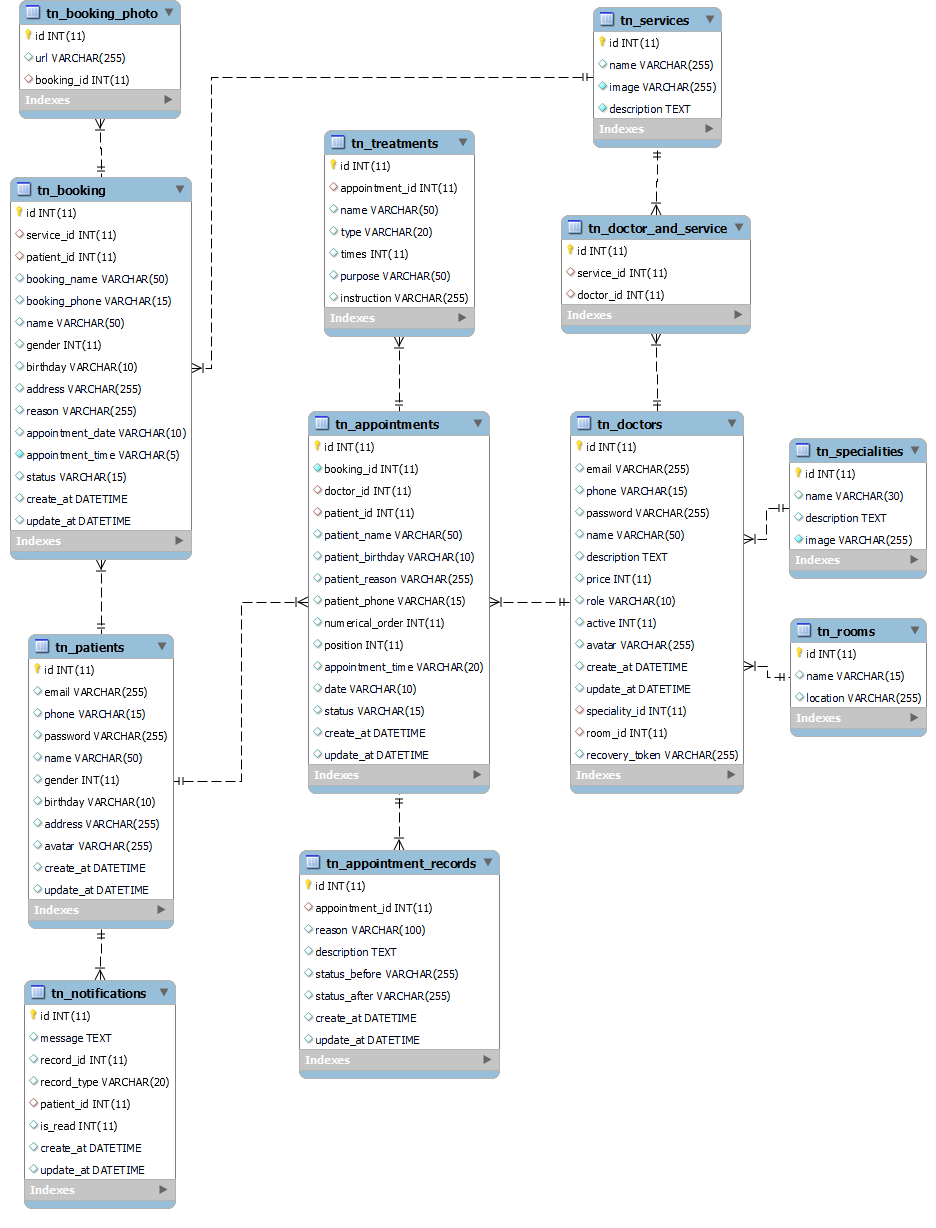 tn_booking_photo
id INT(11)
url VARCHAR(255)
booking_id INT(11)
Indexes
tn_services
id INT(11)
name VARCHAR(255)
image VARCHAR(255)
description TEXT
Indexes
tn_treatments
id INT(11)
appointment_id INT(11)
name VARCHAR(50)
type VARCHAR(20)
times INT(11)
purpose VARCHAR(50)
instruction VARCHAR(255)
Indexes
tn_booking
id INT(11)
service_id INT(11)
patient_id INT(11)
booking_name VARCHAR(50)
booking_phone VARCHAR(15)
name VARCHAR(50)
gender INT(11)
birthday VARCHAR(10)
address VARCHAR(255)
reason VARCHAR(255)
appointment_date VARCHAR(10)
appointment_time VARCHAR(5)
status VARCHAR(15)
create_at DATETIME
update_at DATETIME
Indexes
tn_doctor_and_service
id INT(11)
service_id INT(11)
doctor_id INT(11)
Indexes
tn_appointments
id INT(11)
booking_id INT(11)
doctor_id INT(11)
patient_id INT(11)
patient_name VARCHAR(50)
patient_birthday VARCHAR(10)
patient_reason VARCHAR(255)
patient_phone VARCHAR(15)
numerical_order INT(11)
position INT(11)
appointment_time VARCHAR(20)
date VARCHAR(10)
status VARCHAR(15)
create_at DATETIME
update_at DATETIME
Indexes
tn_doctors
id INT(11)
email VARCHAR(255)
phone VARCHAR(15)
password VARCHAR(255)
name VARCHAR(50)
description TEXT
price INT(11)
role VARCHAR(10)
active INT(11)
avatar VARCHAR(255)
create_at DATETIME
update_at DATETIME
speciality_id INT(11)
room_id INT(11)
recovery_token VARCHAR(255)
Indexes
tn_specialities
id INT(11)
name VARCHAR(30)
description TEXT
image VARCHAR(255)
Indexes
tn_rooms
id INT(11)
name VARCHAR(15)
location VARCHAR(255)
Indexes
tn_patients
id INT(11)
email VARCHAR(255)
phone VARCHAR(15)
password VARCHAR(255)
name VARCHAR(50)
gender INT(11)
birthday VARCHAR(10)
address VARCHAR(255)
avatar VARCHAR(255)
create_at DATETIME
update_at DATETIME
Indexes
tn_appointment_records
id INT(11)
appointment_id INT(11)
reason VARCHAR(100)
description TEXT
status_before VARCHAR(255)
status_after VARCHAR(255)
create_at DATETIME
update_at DATETIME
Indexes
tn_notifications
id INT(11)
message TEXT
record_id INT(11)
record_type VARCHAR(20)
patient_id INT(11)
is_read INT(11)
create_at DATETIME
update_at DATETIME
Indexes